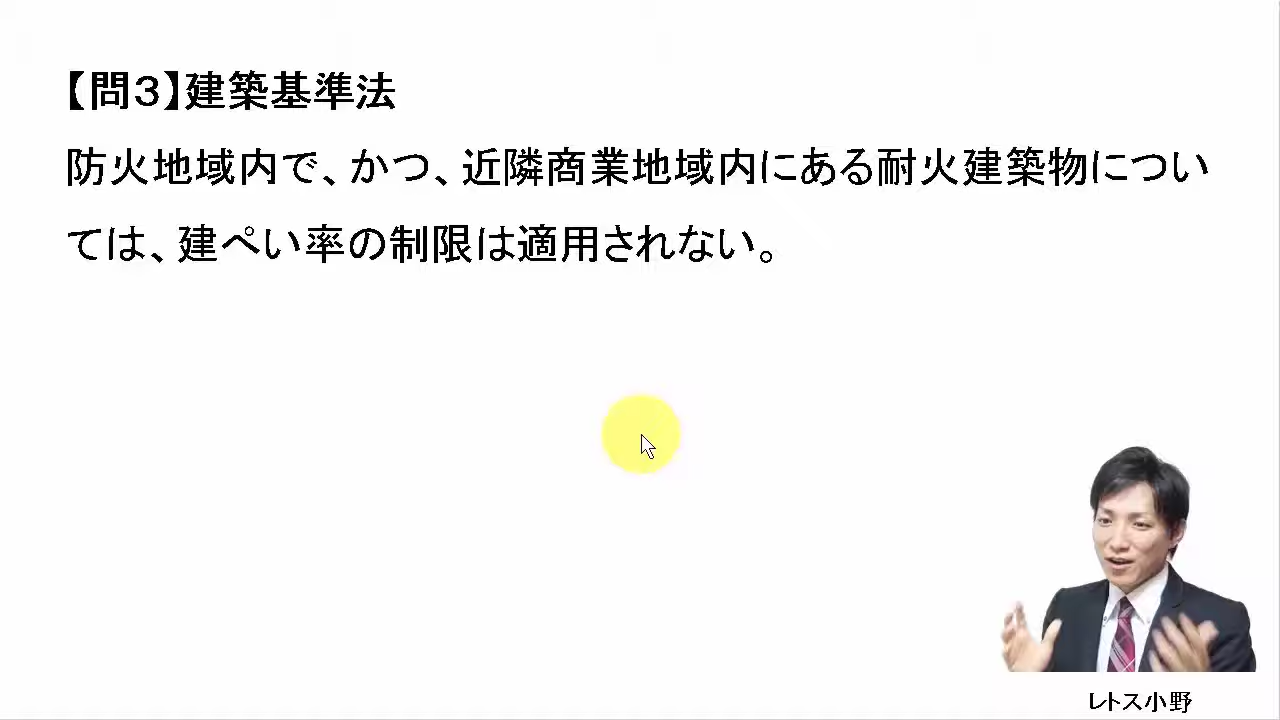 【問３】建築基準法
防火地域内で、かつ、近隣商業地域内にある耐火建築物につい
ては、建ぺい率の制限は適用されない。
レトス小野